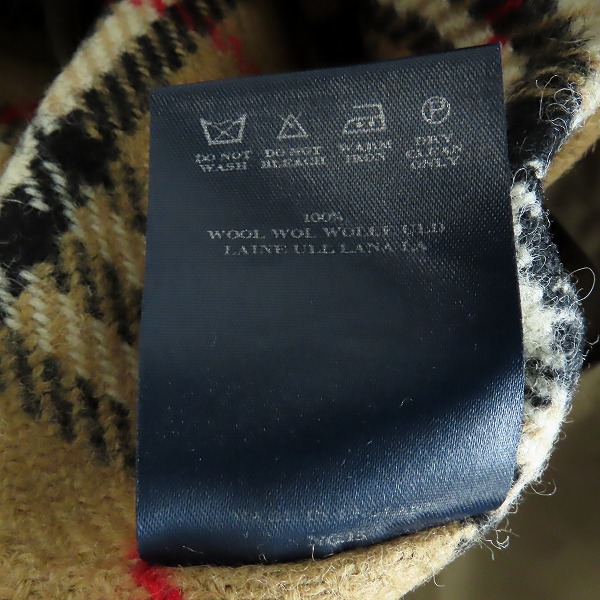 DO NOT
WASH
DO NOT
BLEACH
WARM
IRON
P
DRY
CLEAN
ONLY
100%
WOOL WOL WOLLE ULD
LAINE ULL LANA LA